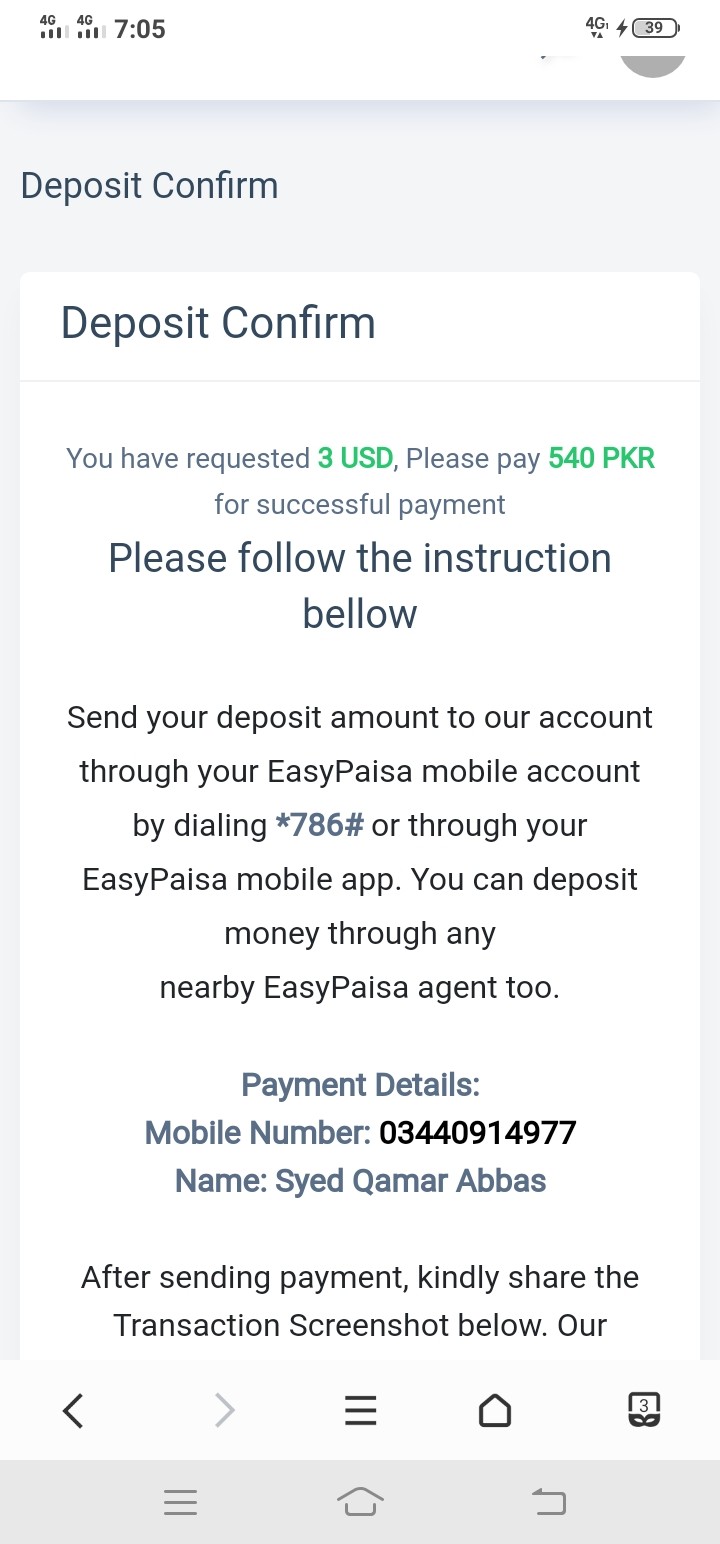 4G 4G 7:05 4G 39
Deposit Confirm
Deposit Confirm
You have requested 3 USD, Please pay 540 PKR
for successful payment
Please follow the instruction
bellow
Send your deposit amount to our account
through your EasyPaisa mobile account
by dialing *786# or through your
EasyPaisa mobile app. You can deposit
money through any
nearby EasyPaisa agent too.
Payment Details:
Mobile Number: 03440914977
Name: Syed Qamar Abbas
After sending payment, kindly share the
Transaction Screenshot below. Our
3